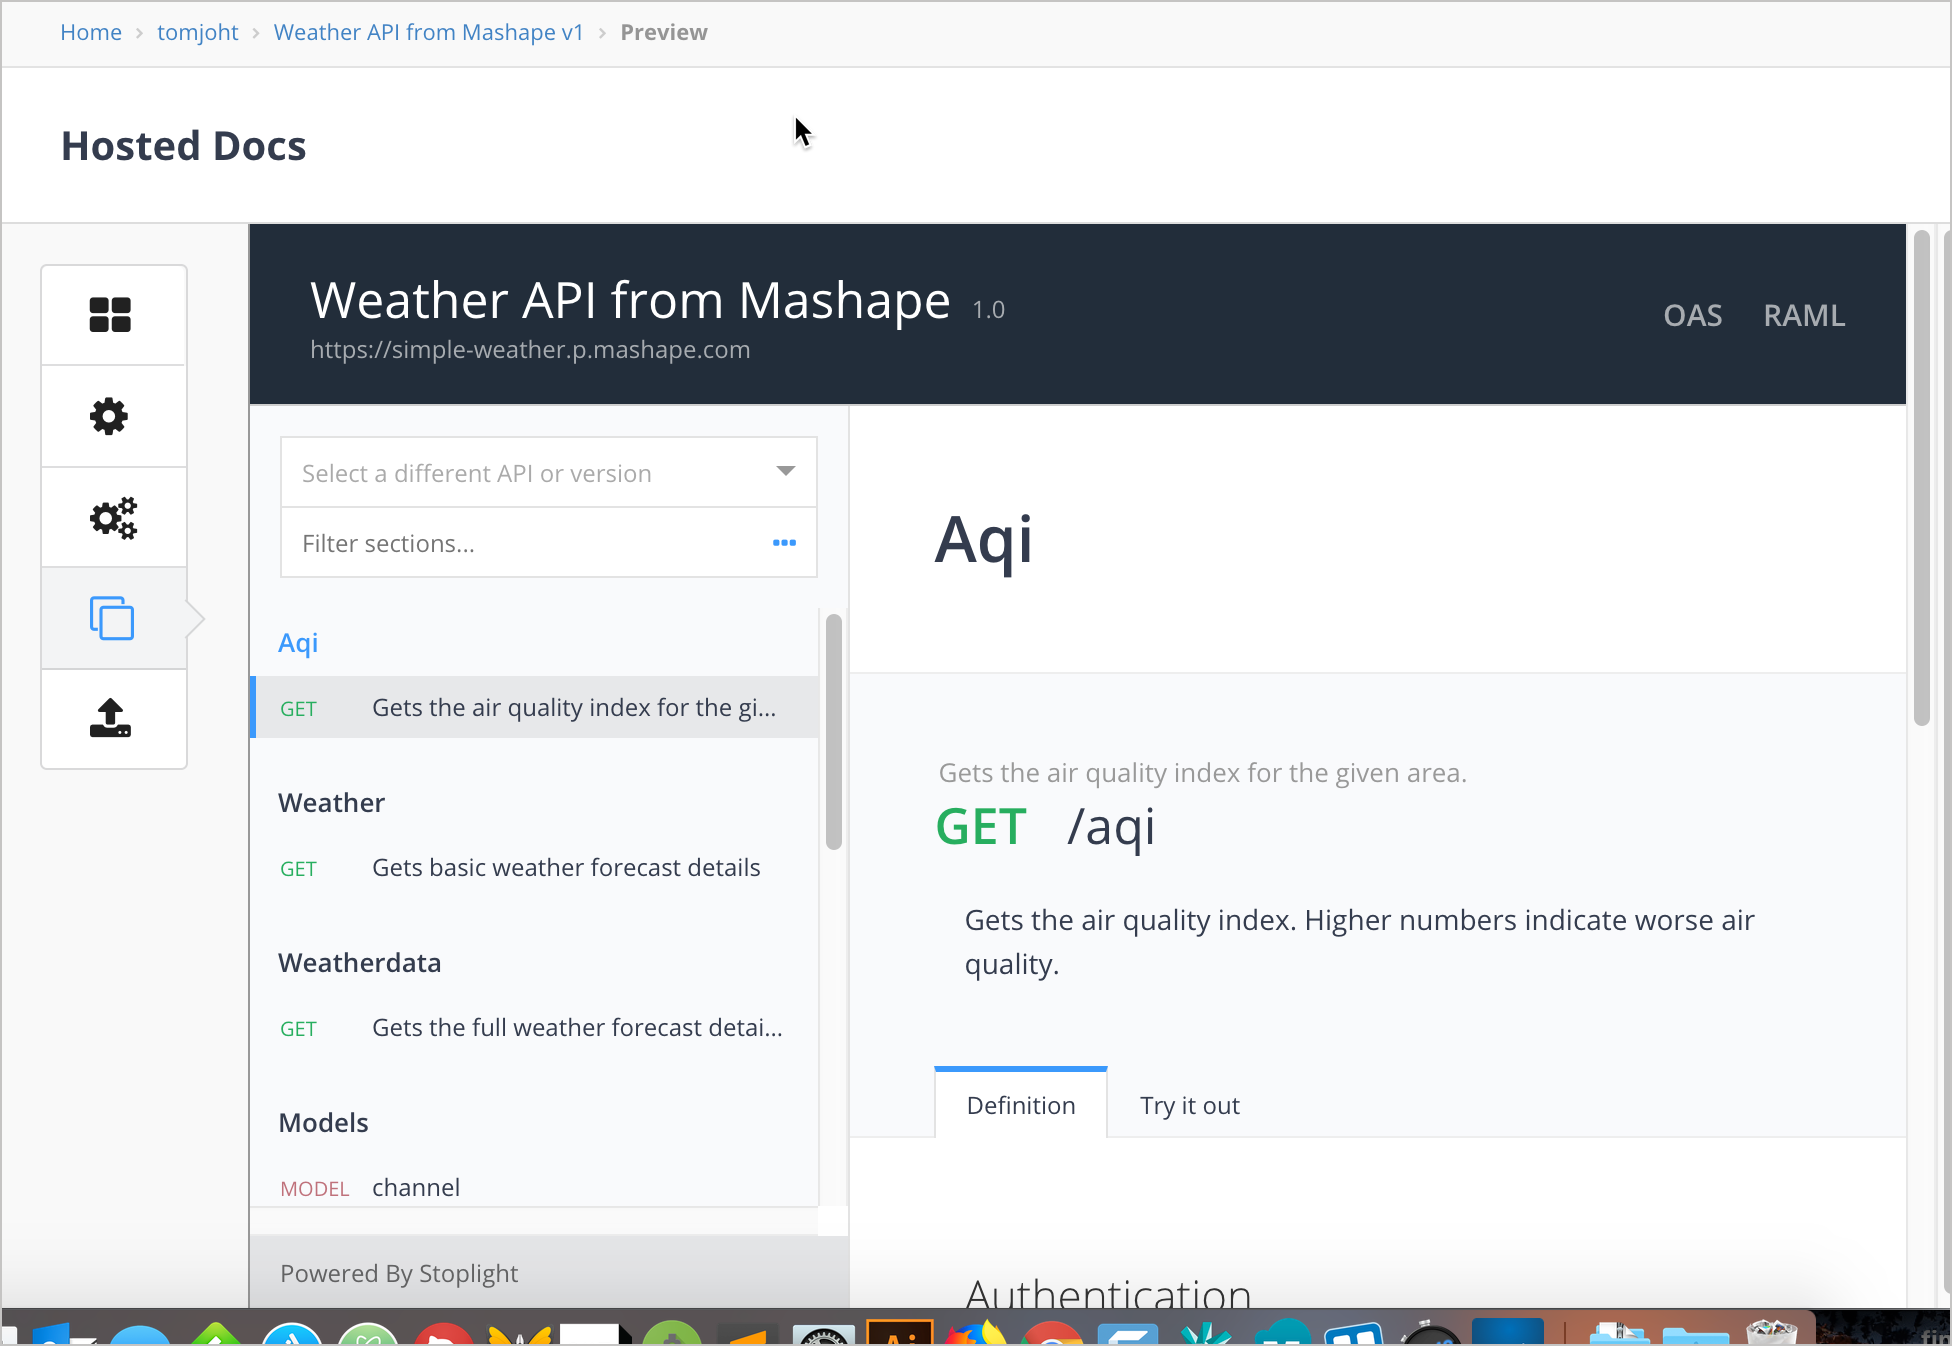 Home › tomjoht › Weather API from Mashape v1 › Preview
Hosted Docs
Weather API from Mashape 1.0
https://simple-weather.p.mashape.com
OAS RAML
Select a different API or version
Filter sections...
Aqi
GET Gets the air quality index for the gi...
Weather
GET Gets basic weather forecast details
Weatherdata
GET Gets the full weather forecast detai...
Models
MODEL channel
Powered By Stoplight
Aqi
Gets the air quality index for the given area.
GET /aqi
Gets the air quality index. Higher numbers indicate worse air
quality.
Definition Try it out
Authentication
Ai